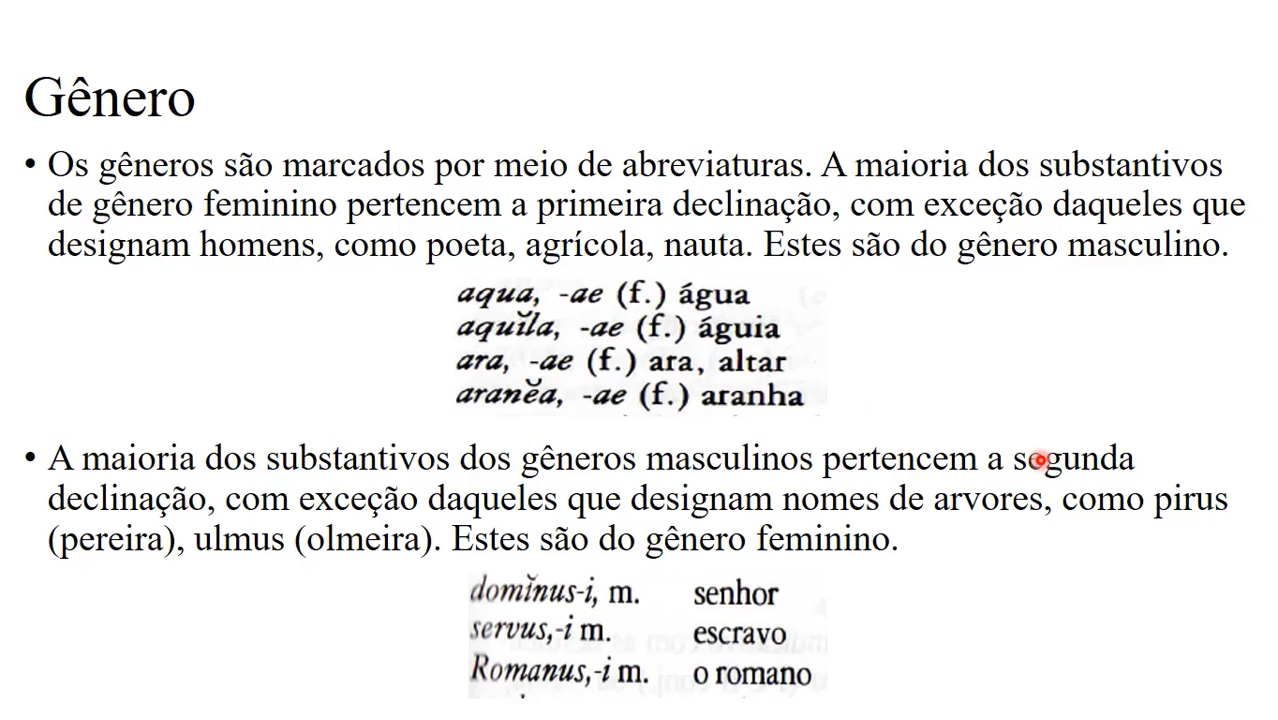 Gênero
• Os gêneros são marcados por meio de abreviaturas. A maioria dos substantivos
de gênero feminino pertencem a primeira declinação, com exceção daqueles que
designam homens, como poeta, agrícola, nauta. Estes são do gênero masculino.
aqua, -ae (f.) água
aquĭla, -ae (f.) águia
ara, -ae (f.) ara, altar
aranĕa, -ae (f.) aranha
• A maioria dos substantivos dos gêneros masculinos pertencem a segunda
declinação, com exceção daqueles que designam nomes de arvores, como pirus
(pereira), ulmus (olmeira). Estes são do gênero feminino.
domĭnus-i, m. senhor
servus,-i m. escravo
Romanus,-i m. o romano